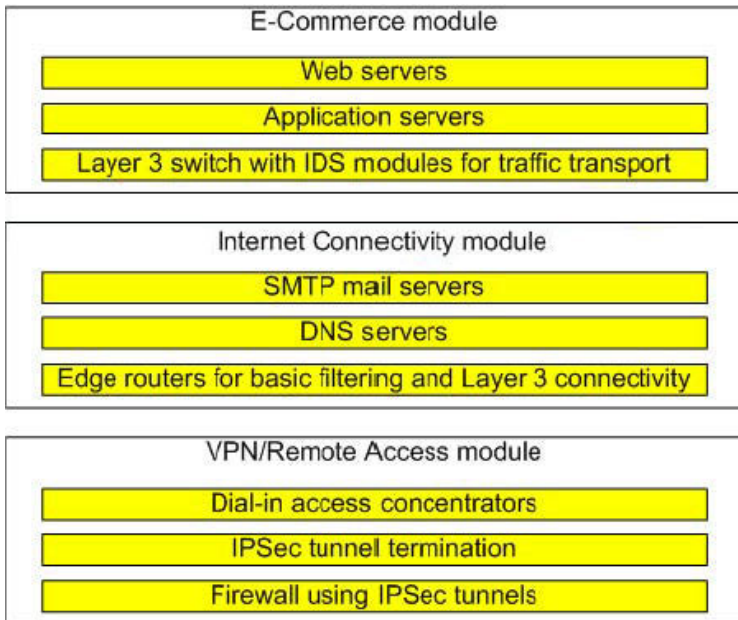 E-Commerce module
Web servers
Application servers
Layer 3 switch with IDS modules for traffic transport
Internet Connectivity module
SMTP mail servers
DNS servers
Edge routers for basic filtering and Layer 3 connectivity
VPN/Remote Access module
Dial-in access concentrators
IPSec tunnel termination
Firewall using IPSec tunnels